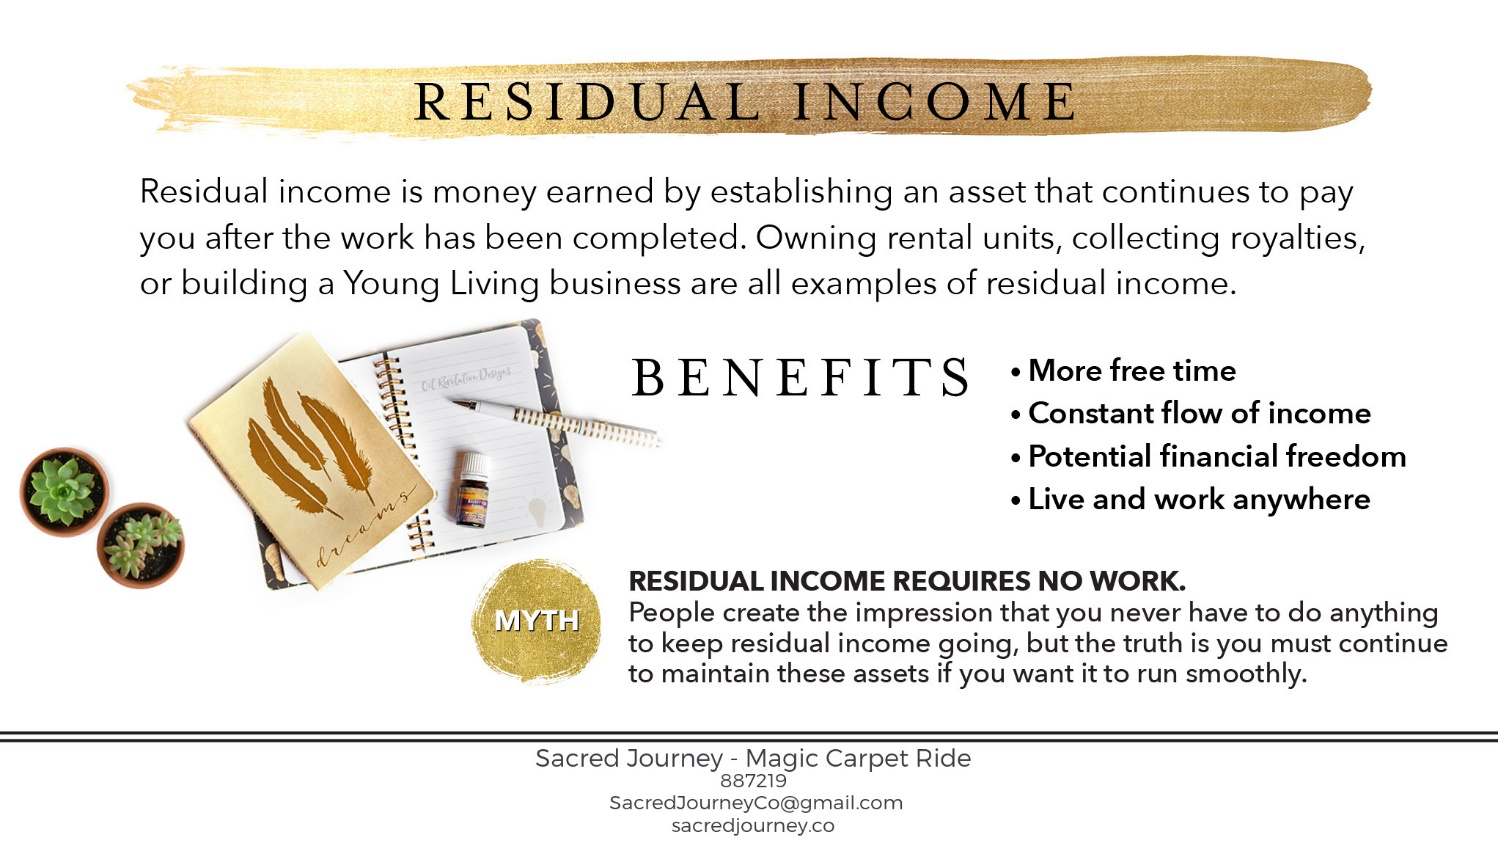 RESIDUAL INCOME
Residual income is money earned by establishing an asset that continues to pay
you after the work has been completed. Owning rental units, collecting royalties,
or building a Young Living business are all examples of residual income.
Oil Revolution Designs
dreams
BENEFITS
• More free time
• Constant flow of income
• Potential financial freedom
• Live and work anywhere
MYTH
RESIDUAL INCOME REQUIRES NO WORK.
People create the impression that you never have to do anything
to keep residual income going, but the truth is you must continue
to maintain these assets if you want it to run smoothly.
Sacred Journey - Magic Carpet Ride
887219
SacredJourneyCo@gmail.com
sacredjourney.co